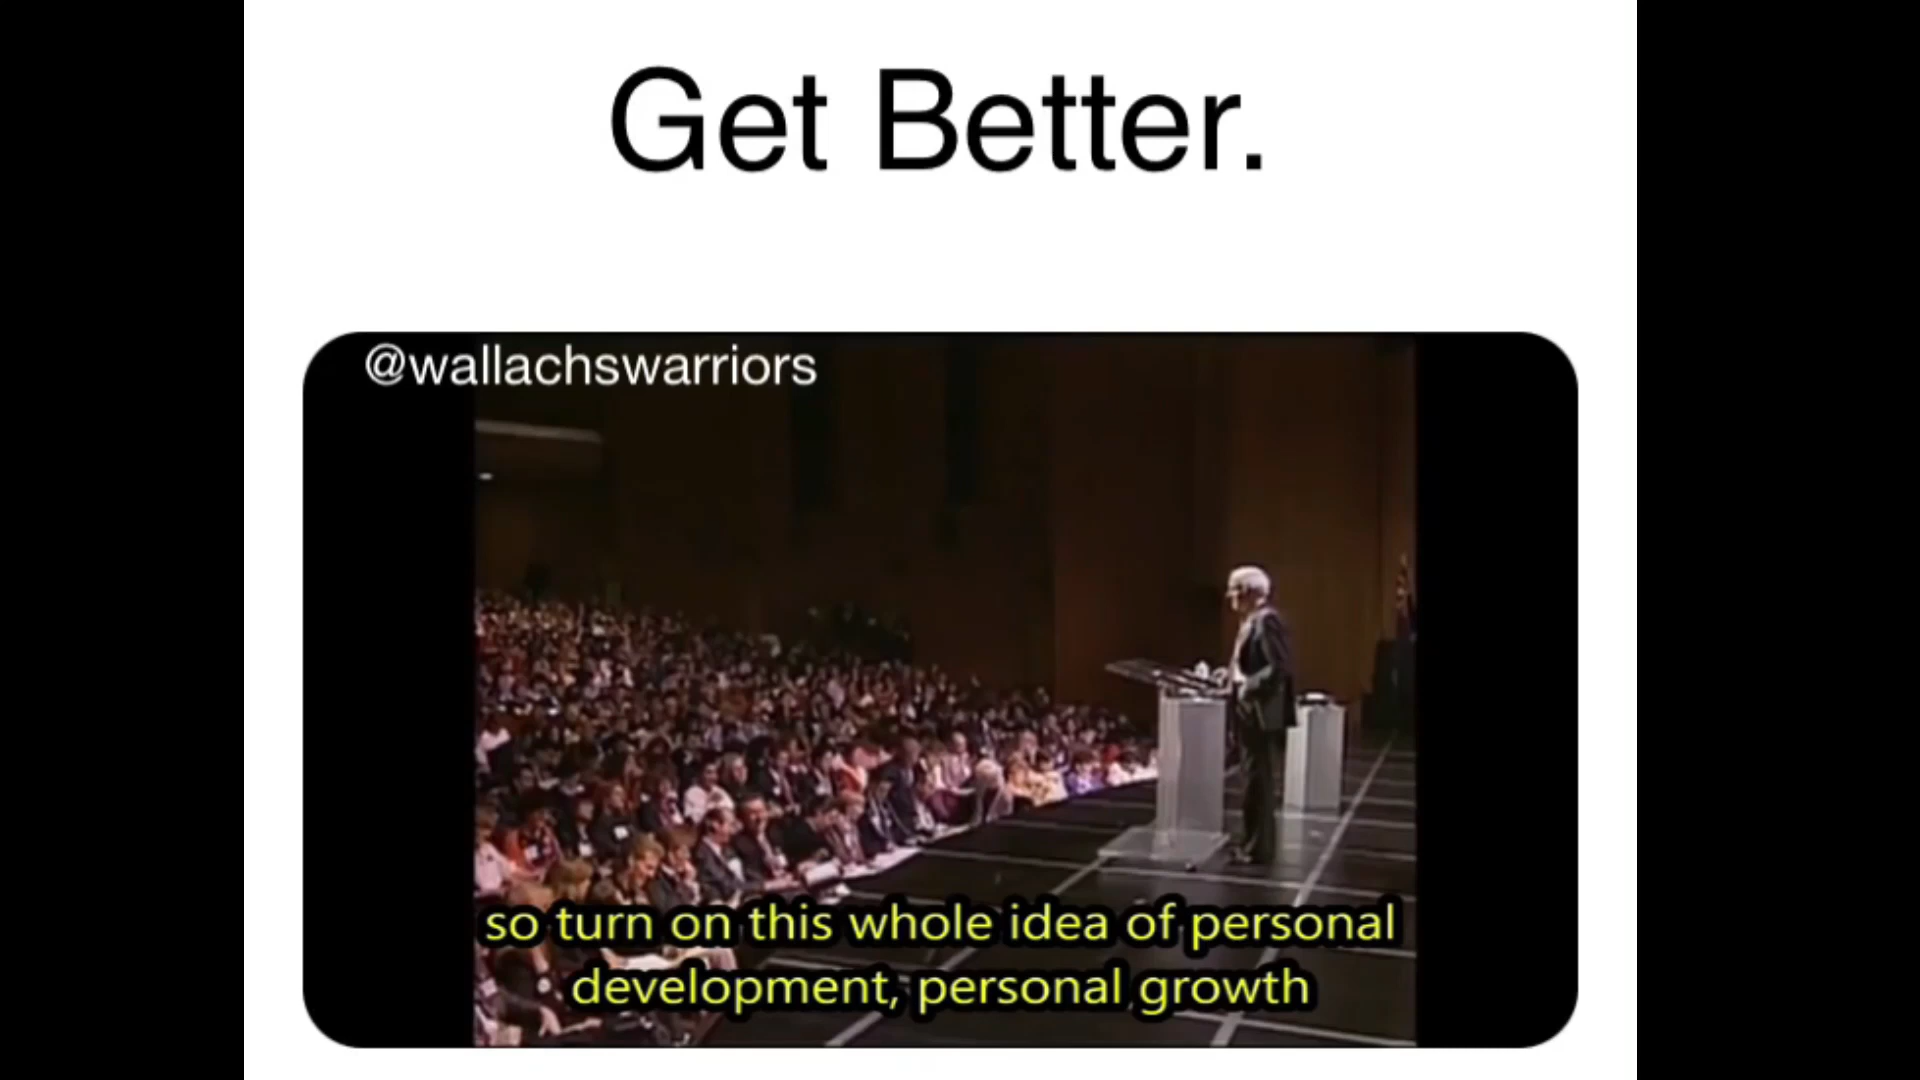 Get Better.
@wallachswarriors
so turn on this whole idea of personal
development, personal growth